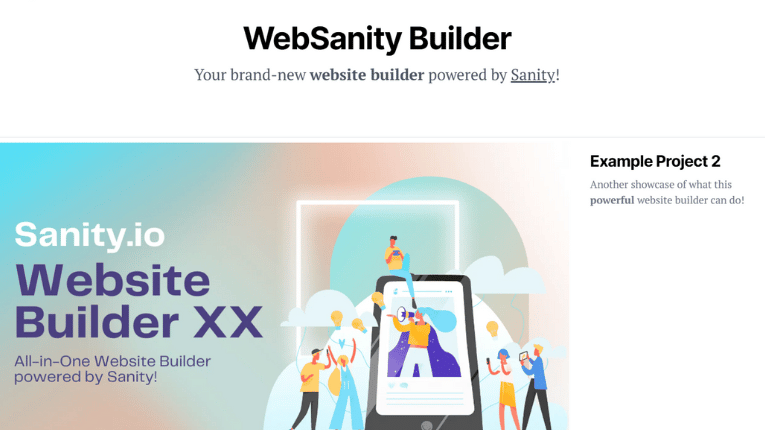 WebSanity Builder
Your brand-new website builder powered by Sanity!
Sanity.io
Website
Builder XX
All-in-One Website Builder
powered by Sanity!
Example Project 2
Another showcase of what this
powerful website builder can do!